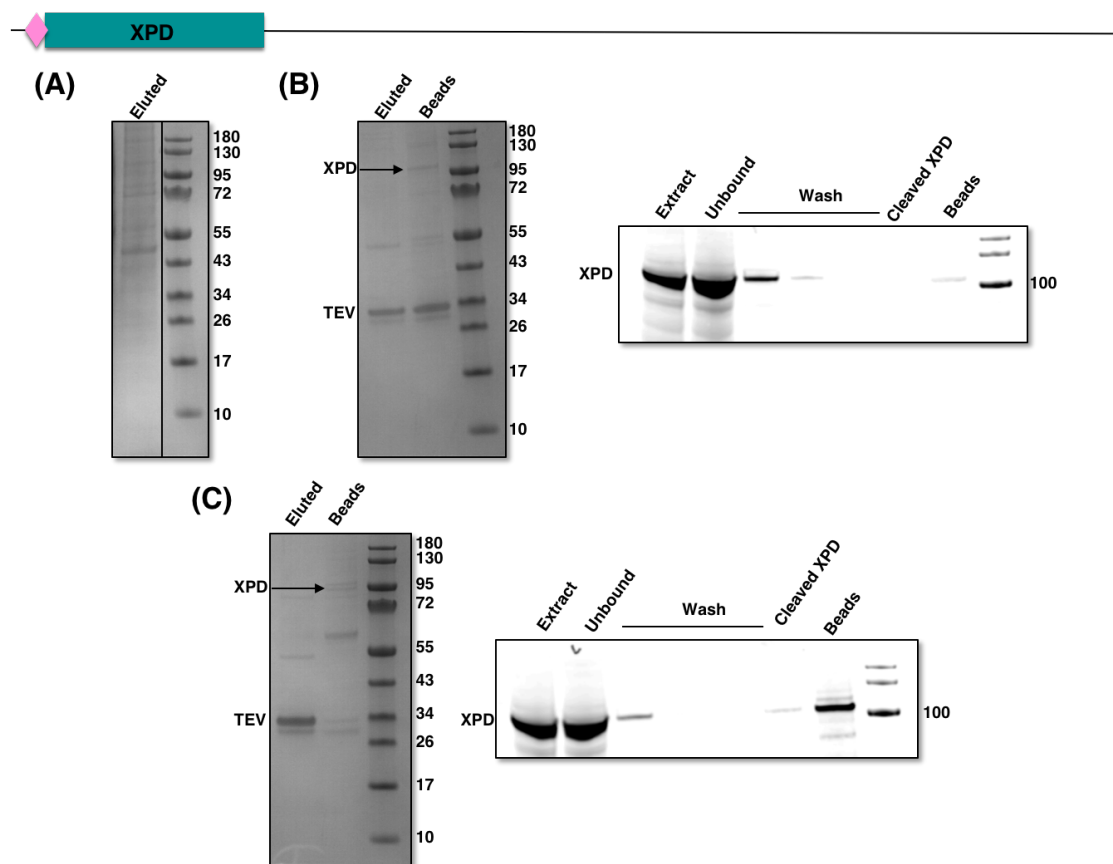 XPD
(A)
Eluted
180
130
95
72
55
43
34
26
17
10
(B)
Eluted
Beads
XPD
TEV
180
130
95
72
55
43
34
26
17
10
Extract
Unbound
Wash
Cleaved XPD
Beads
XPD
100
(C)
Eluted
Beads
XPD
TEV
180
130
95
72
55
43
34
26
17
10
Extract
Unbound
Wash
Cleaved XPD
Beads
XPD
100